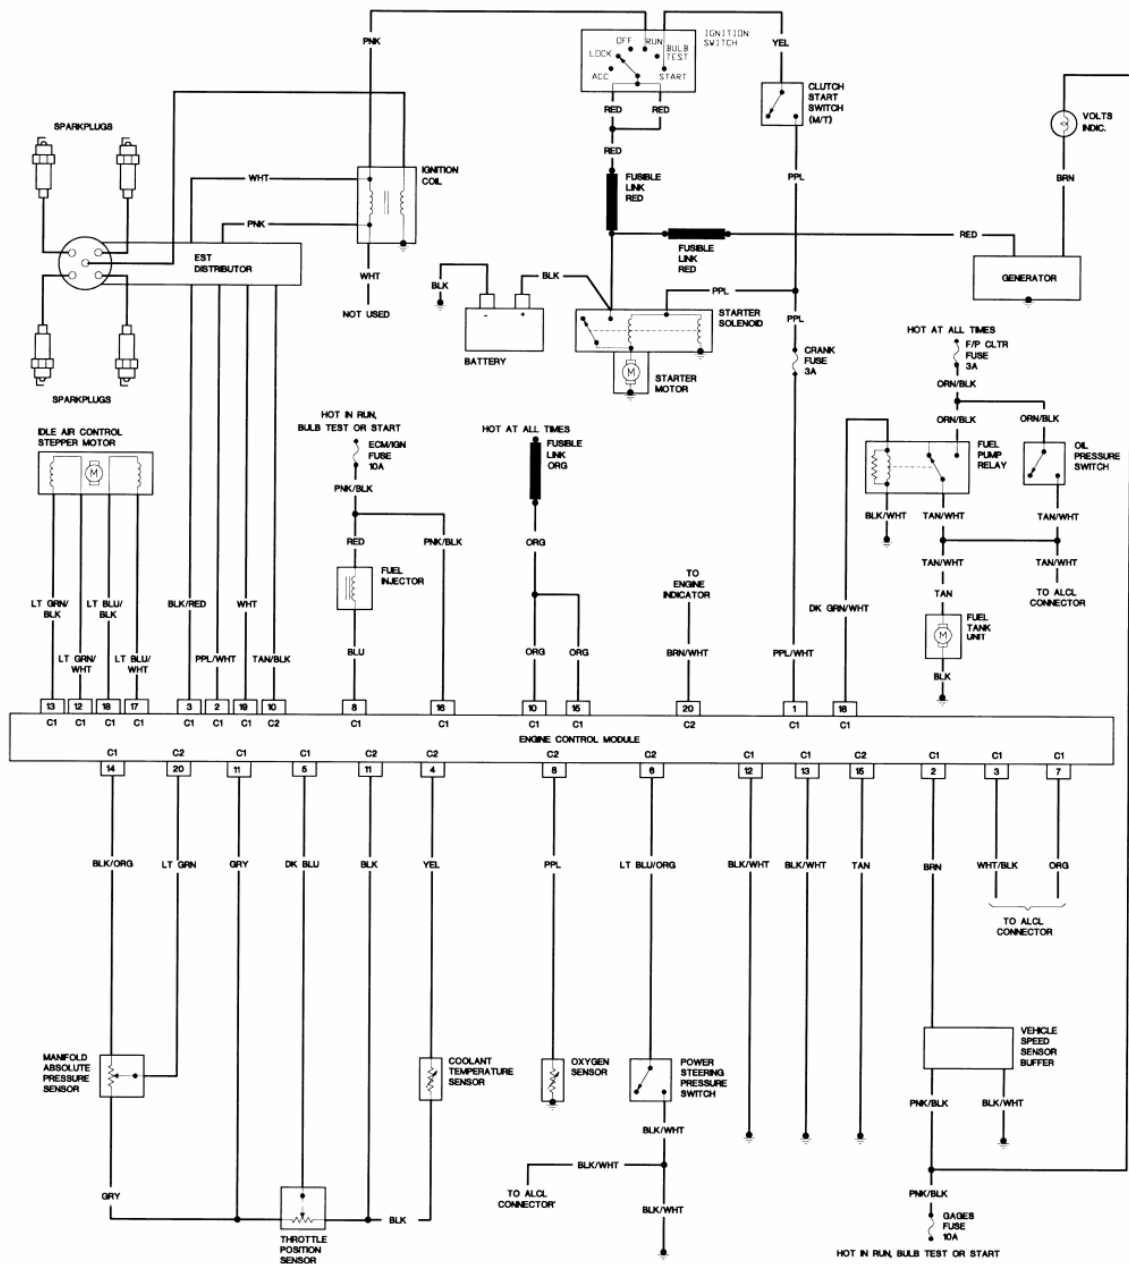 PNK
OFF
RUN
LOCK
BULB
TEST
ACC
START
IGNITION
SWITCH
YEL
CLUTCH
START
SWITCH
(M/T)
VOLTS
INDIC.
RED
RED
RED
FUSIBLE
LINK
RED
PPL
BRN
SPARKPLUGS
IGNITION
COIL
WHT
PNK
EST
DISTRIBUTOR
WHT
NOT USED
FUSIBLE
LINK
RED
RED
GENERATOR
BLK
BLK
- +
BATTERY
PPL
STARTER
SOLENOID
PPL
M
STARTER
MOTOR
CRANK
FUSE
3A
HOT AT ALL TIMES
F/P CLTR
FUSE
3A
ORN/BLK
ORN/BLK
ORN/BLK
SPARKPLUGS
IDLE AIR CONTROL
STEPPER MOTOR
M
HOT IN RUN,
BULB TEST OR START
ECM/IGN
FUSE
10A
PNK/BLK
HOT AT ALL TIMES
FUSIBLE
LINK
ORG
FUEL
PUMP
RELAY
OIL
PRESSURE
SWITCH
BLK/WHT
TAN/WHT
TAN/WHT
RED
PNK/BLK
ORG
FUEL
INJECTOR
TO
ENGINE
INDICATOR
TAN/WHT
TAN/WHT
TO ALCL
CONNECTOR
TAN
LT GRN/
BLK
LT BLU/
BLK
BLK/RED
WHT
DK GRN/WHT
M
FUEL
TANK
UNIT
LT GRN/
WHT
LT BLU/
WHT
PPL/WHT
TAN/BLK
BLU
ORG
ORG
BRN/WHT
PPL/WHT
BLK
13 12 18 17 3 2 19 10 8 16 10 15 20 1 18
C1 C1 C1 C1 C1 C1 C1 C2 C1 C1 C1 C1 C2 C1 C1
ENGINE CONTROL MODULE
C1 C2 C1 C1 C2 C2 C2 C2 C1 C1 C2 C1 C1 C1
14 20 11 5 11 4 8 6 12 13 15 2 3 7
BLK/ORG LT GRN GRY DK BLU BLK YEL PPL LT BLU/ORG BLK/WHT BLK/WHT TAN BRN WHT/BLK ORG
TO ALCL
CONNECTOR
MANIFOLD
ABSOLUTE
PRESSURE
SENSOR
COOLANT
TEMPERATURE
SENSOR
OXYGEN
SENSOR
POWER
STEERING
PRESSURE
SWITCH
VEHICLE
SPEED
SENSOR
BUFFER
PNK/BLK
BLK/WHT
BLK/WHT
BLK/WHT
TO ALCL
CONNECTOR
BLK/WHT
GRY
BLK
THROTTLE
POSITION
SENSOR
PNK/BLK
GAGES
FUSE
10A
HOT IN RUN, BULB TEST OR START